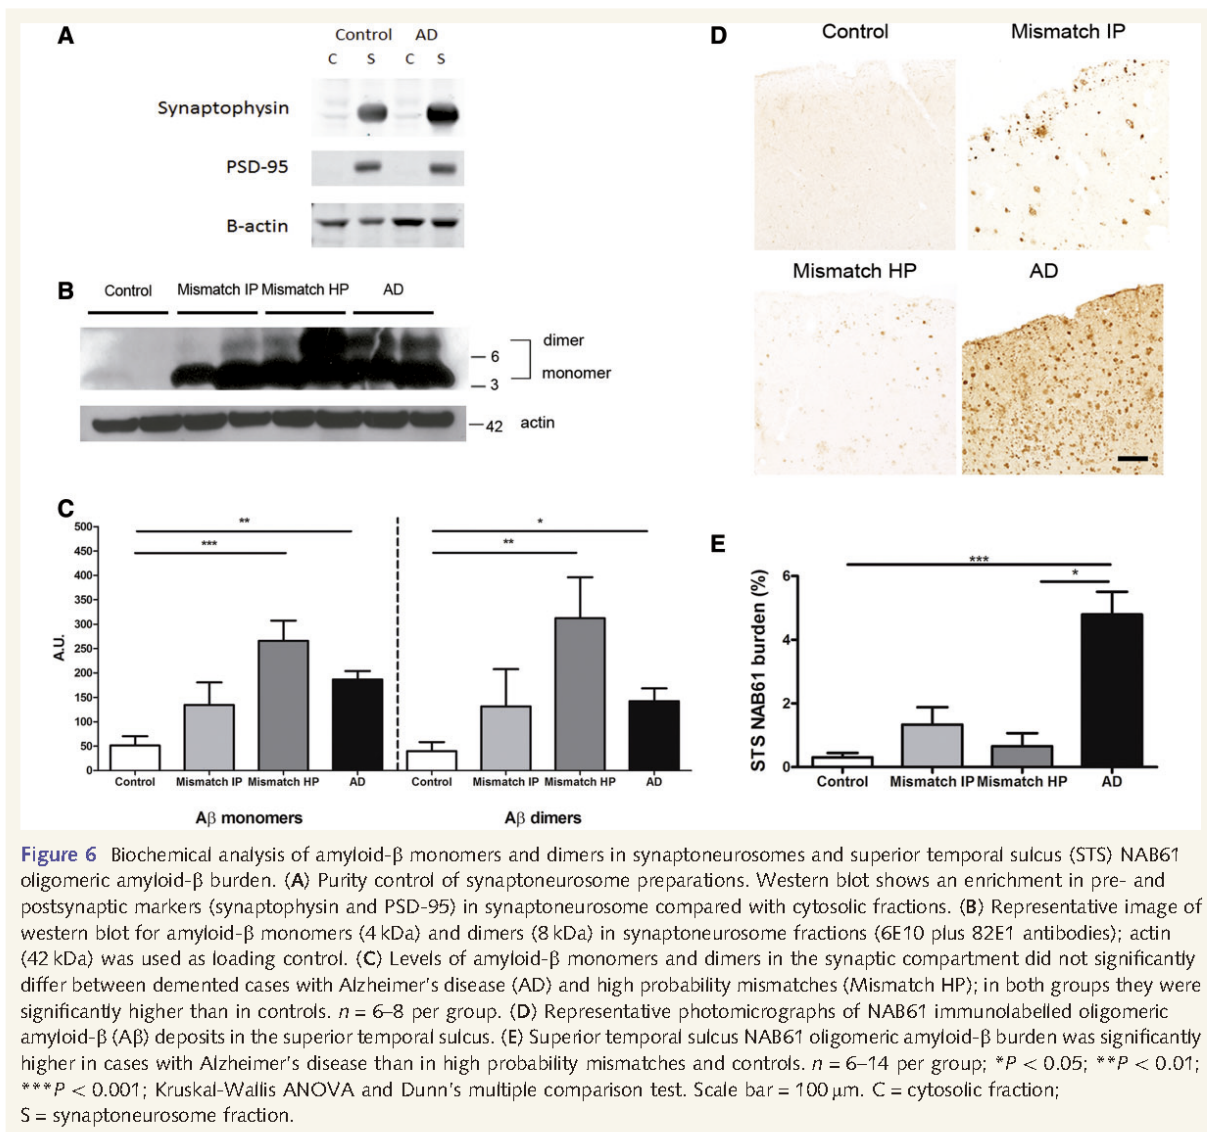 A
Control AD
C S C S
Synaptophysin
PSD-95
B-actin
B
Control Mismatch IP Mismatch HP AD
dimer
6
monomer
3
42 actin
C
500
450
400
350
300
250
200
150
100
50
0
A.U.
** 
***
*
**
Control Mismatch IP Mismatch HP AD Control Mismatch IP Mismatch HP AD
Aβ monomers Aβ dimers
D
Control Mismatch IP
Mismatch HP AD
E
STS NAB61 burden (%)
6
4
2
0
***
*
Control Mismatch IP Mismatch HP AD
Figure 6 Biochemical analysis of amyloid-β monomers and dimers in synaptoneurosomes and superior temporal sulcus (STS) NAB61
oligomeric amyloid-β burden. (A) Purity control of synaptoneurosome preparations. Western blot shows an enrichment in pre- and
postsynaptic markers (synaptophysin and PSD-95) in synaptoneurosome compared with cytosolic fractions. (B) Representative image of
western blot for amyloid-β monomers (4 kDa) and dimers (8 kDa) in synaptoneurosome fractions (6E10 plus 82E1 antibodies); actin
(42 kDa) was used as loading control. (C) Levels of amyloid-β monomers and dimers in the synaptic compartment did not significantly
differ between demented cases with Alzheimer's disease (AD) and high probability mismatches (Mismatch HP); in both groups they were
significantly higher than in controls. n = 6–8 per group. (D) Representative photomicrographs of NAB61 immunolabelled oligomeric
amyloid-β (Aβ) deposits in the superior temporal sulcus. (E) Superior temporal sulcus NAB61 oligomeric amyloid-β burden was significantly
higher in cases with Alzheimer's disease than in high probability mismatches and controls. n = 6–14 per group; *P < 0.05; **P < 0.01;
***P < 0.001; Kruskal-Wallis ANOVA and Dunn's multiple comparison test. Scale bar = 100 μm. C = cytosolic fraction;
S = synaptoneurosome fraction.